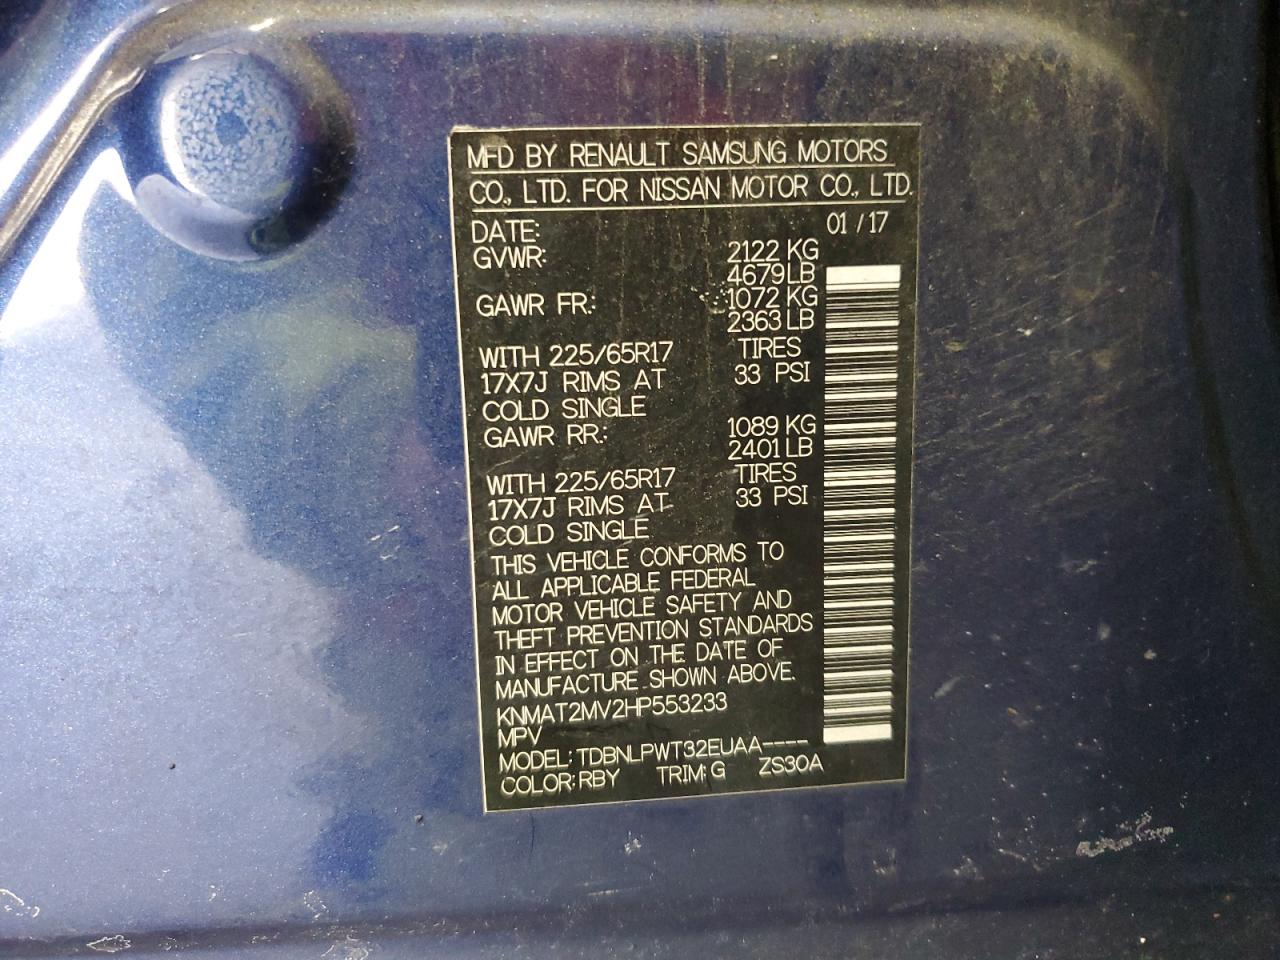 MFD BY RENAULT SAMSUNG MOTORS
CO., LTD. FOR NISSAN MOTOR CO., LTD.
DATE: 01 / 17
GVWR: 2122 KG
4679 LB
GAWR FR.: 1072 KG
2363 LB
WITH 225/65R17 TIRES
17X7J RIMS AT 33 PSI
COLD SINGLE
GAWR RR.: 1089 KG
2401 LB
WITH 225/65R17 TIRES
17X7J RIMS AT 33 PSI
COLD SINGLE
THIS VEHICLE CONFORMS TO
ALL APPLICABLE FEDERAL
MOTOR VEHICLE SAFETY AND
THEFT PREVENTION STANDARDS
IN EFFECT ON THE DATE OF
MANUFACTURE SHOWN ABOVE.
KNMAT2MV2HP553233
MPV
MODEL: TDBNLPWT32EUAA----
COLOR: RBY TRIM: G ZS30A